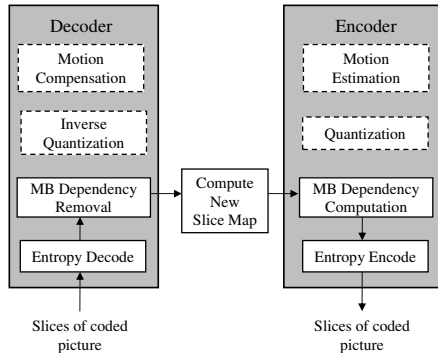 Decoder
Motion
Compensation
Inverse
Quantization
MB Dependency
Removal
Entropy Decode
Slices of coded
picture
Compute
New
Slice Map
Encoder
Motion
Estimation
Quantization
MB Dependency
Computation
Entropy Encode
Slices of coded
picture